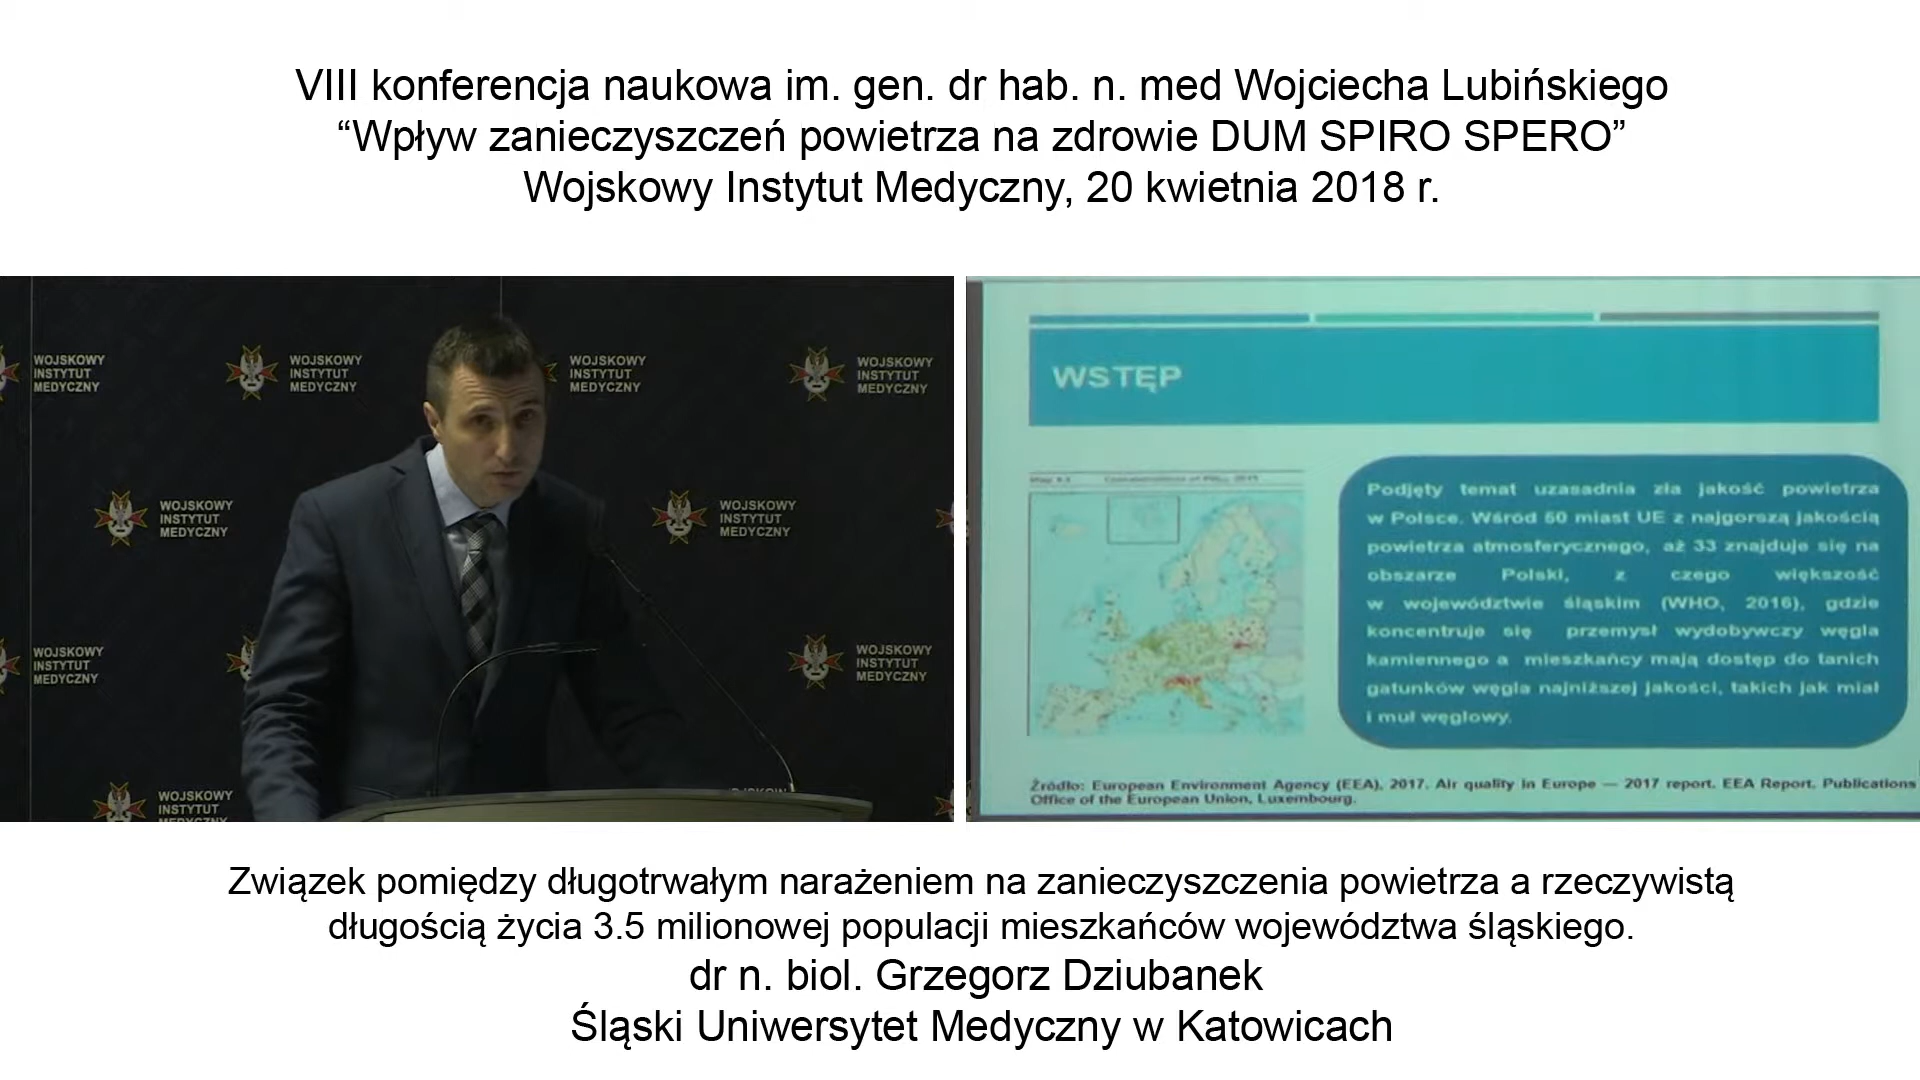 VIII konferencja naukowa im. gen. dr hab. n. med Wojciecha Lubińskiego
“Wpływ zanieczyszczeń powietrza na zdrowie DUM SPIRO SPERO”
Wojskowy Instytut Medyczny, 20 kwietnia 2018 r.
WOJSKOWY
INSTYTUT
MEDYCZNY
WOJSKOWY
INSTYTUT
MEDYCZNY
WOJSKOWY
INSTYTUT
MEDYCZNY
WOJSKOWY
INSTYTUT
MEDYCZNY
WOJSKOWY
INSTYTUT
MEDYCZNY
WOJSKOWY
INSTYTUT
MEDYCZNY
WOJSKOWY
INSTYTUT
MEDYCZNY
WOJSKOWY
INSTYTUT
MEDYCZNY
WOJSKOWY
INSTYTUT
WSTĘP
Podjęty temat uzasadnia zła jakość powietrza
w Polsce. Wśród 50 miast UE z najgorszą jakością
powietrza atmosferycznego, aż 33 znajduje się na
obszarze Polski, z czego większość
w województwie śląskim (WHO, 2016), gdzie
koncentruje się przemysł wydobywczy węgla
kamiennego a mieszkańcy mają dostęp do tanich
gatunków węgla najniższej jakości, takich jak miał
i muł węglowy.
Źródło: European Environment Agency (EEA), 2017. Air quality in Europe — 2017 report. EEA Report. Publications
Office of the European Union, Luxembourg.
Związek pomiędzy długotrwałym narażeniem na zanieczyszczenia powietrza a rzeczywistą
długością życia 3.5 milionowej populacji mieszkańców województwa śląskiego.
dr n. biol. Grzegorz Dziubanek
Śląski Uniwersytet Medyczny w Katowicach